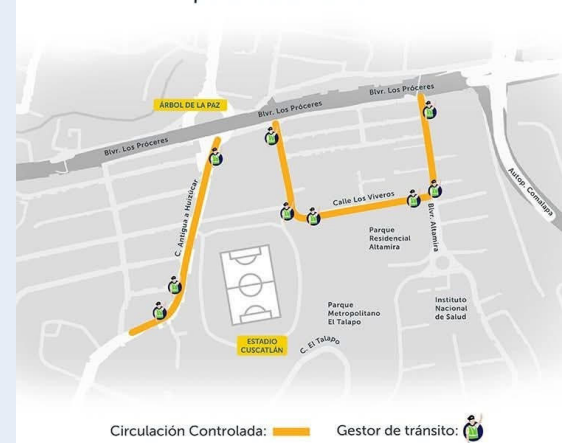 ÁRBOL DE LA PAZ
Blvr. Los Próceres
Blvr. Los Próceres
Blvr. Los Próceres
Autop. Comalapa
C. Antigua a Huizúcar
Calle Los Viveros
Blvr. Altamira
Parque
Residencial
Altamira
Parque
Metropolitano
El Talapo
Instituto
Nacional
de Salud
ESTADIO
CUSCATLÁN
C. El Talapo
Circulación Controlada:
Gestor de tránsito: